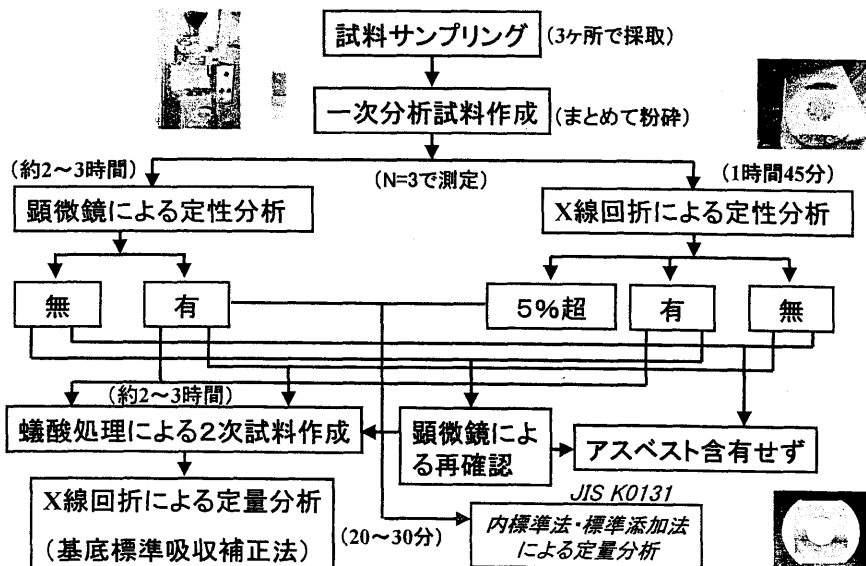 試料サンプリング (3ヶ所で採取)
一次分析試料作成 (まとめて粉砕)
(約2〜3時間)
(N=3で測定)
(1時間45分)
顕微鏡による定性分析
X線回折による定性分析
無
有
5%超
有
無
(約2〜3時間)
蟻酸処理による2次試料作成
顕微鏡によ
る再確認
アスベスト含有せず
X線回折による定量分析
(基底標準吸収補正法)
(20〜30分)
JIS K0131
内標準法・標準添加法
による定量分析